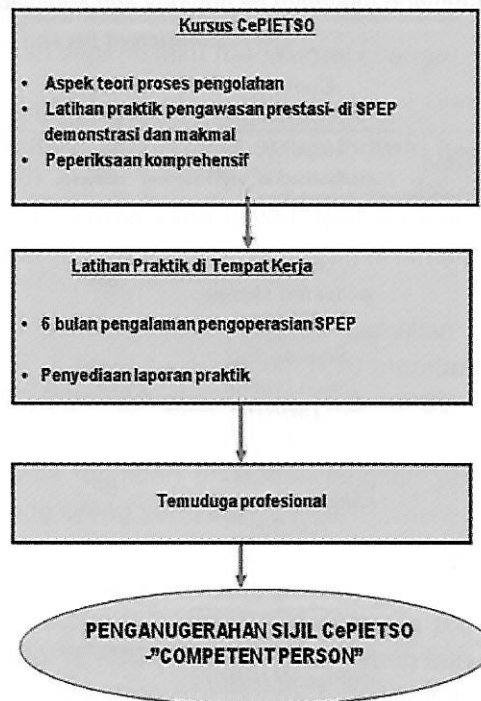 Kursus CePIETSO
• Aspek teori proses pengolahan
• Latihan praktik pengawasan prestasi- di SPEP
demonstrasi dan makmal
• Peperiksaan komprehensif
Latihan Praktik di Tempat Kerja
• 6 bulan pengalaman pengoperasian SPEP
• Penyediaan laporan praktik
Temuduga profesional
PENGANUGERAHAN SIJIL CePIETSO
-"COMPETENT PERSON"